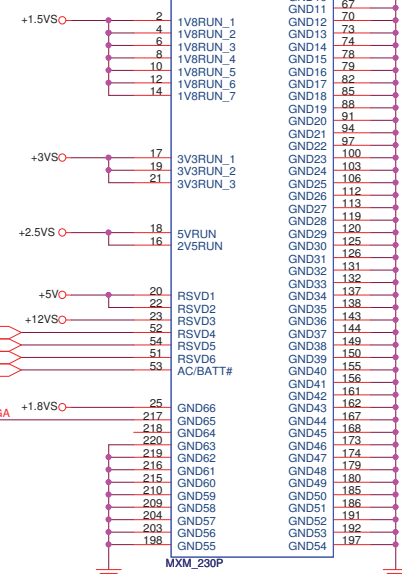 GND11 67
+1.5VS 2 1V8RUN_1 GND12 70
4 1V8RUN_2 GND13 73
6 1V8RUN_3 GND14 74
8 1V8RUN_4 GND15 78
10 1V8RUN_5 GND16 79
12 1V8RUN_6 GND17 82
14 1V8RUN_7 GND18 85
GND19 88
GND20 91
GND21 94
GND22 97
+3VS 17 3V3RUN_1 GND23 100
19 3V3RUN_2 GND24 103
21 3V3RUN_3 GND25 106
GND26 112
GND27 113
GND28 119
+2.5VS 18 5VRUN GND29 120
16 2V5RUN GND30 125
GND31 126
GND32 131
GND33 132
+5V 20 RSVD1 GND34 137
22 RSVD2 GND35 138
+12VS 23 RSVD3 GND36 143
52 RSVD4 GND37 144
54 RSVD5 GND38 149
51 RSVD6 GND39 150
53 AC/BATT# GND40 155
GND41 156
GND42 161
+1.8VS 25 GND66 GND43 162
GA 217 GND65 GND44 167
218 GND64 GND45 168
220 GND63 GND46 173
219 GND62 GND47 174
216 GND61 GND48 179
215 GND60 GND49 180
210 GND59 GND50 185
209 GND58 GND51 186
204 GND57 GND52 191
203 GND56 GND53 192
198 GND55 GND54 197
MXM_230P